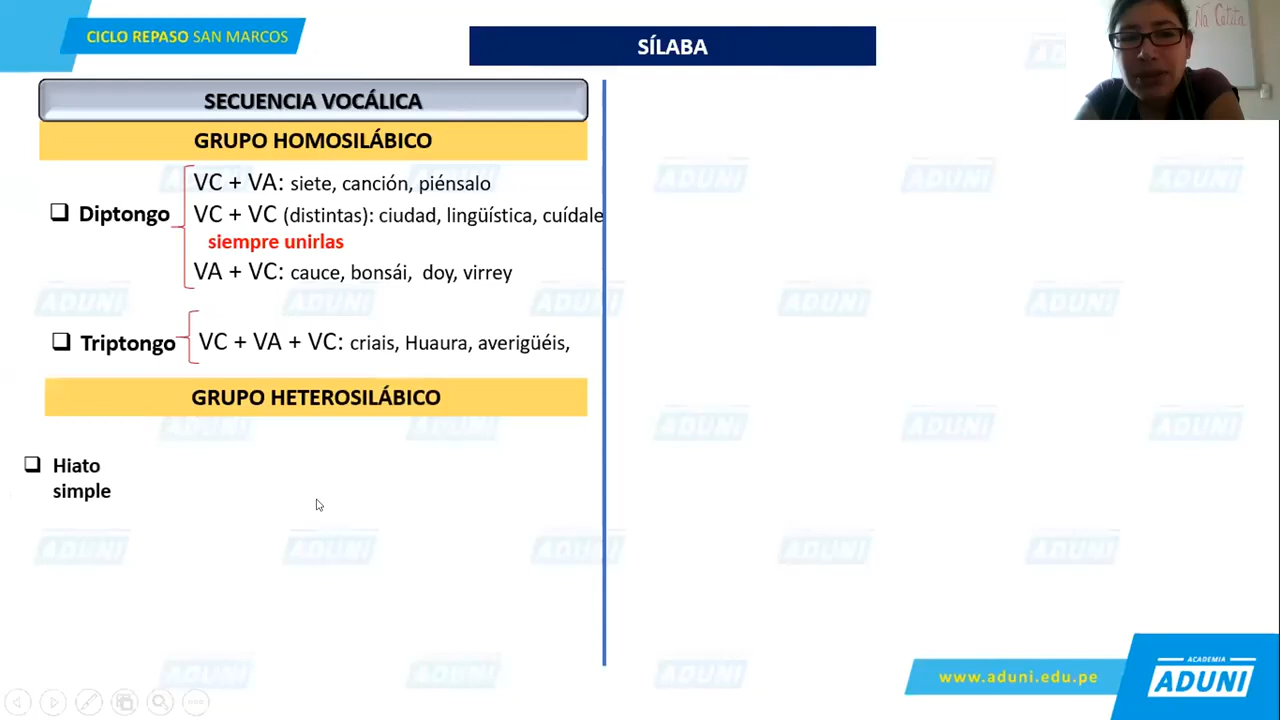 CICLO REPASO SAN MARCOS
SÍLABA
Ña Catita
SECUENCIA VOCÁLICA
GRUPO HOMOSILÁBICO
VC + VA: siete, canción, piénsalo
❑ Diptongo
VC + VC (distintas): ciudad, lingüística, cuídale
siempre unirlas
VA + VC: cauce, bonsái, doy, virrey
❑ Triptongo
VC + VA + VC: criais, Huaura, averigüéis,
GRUPO HETEROSILÁBICO
❑ Hiato
simple
www.aduni.edu.pe
ACADEMIA
ADUNI